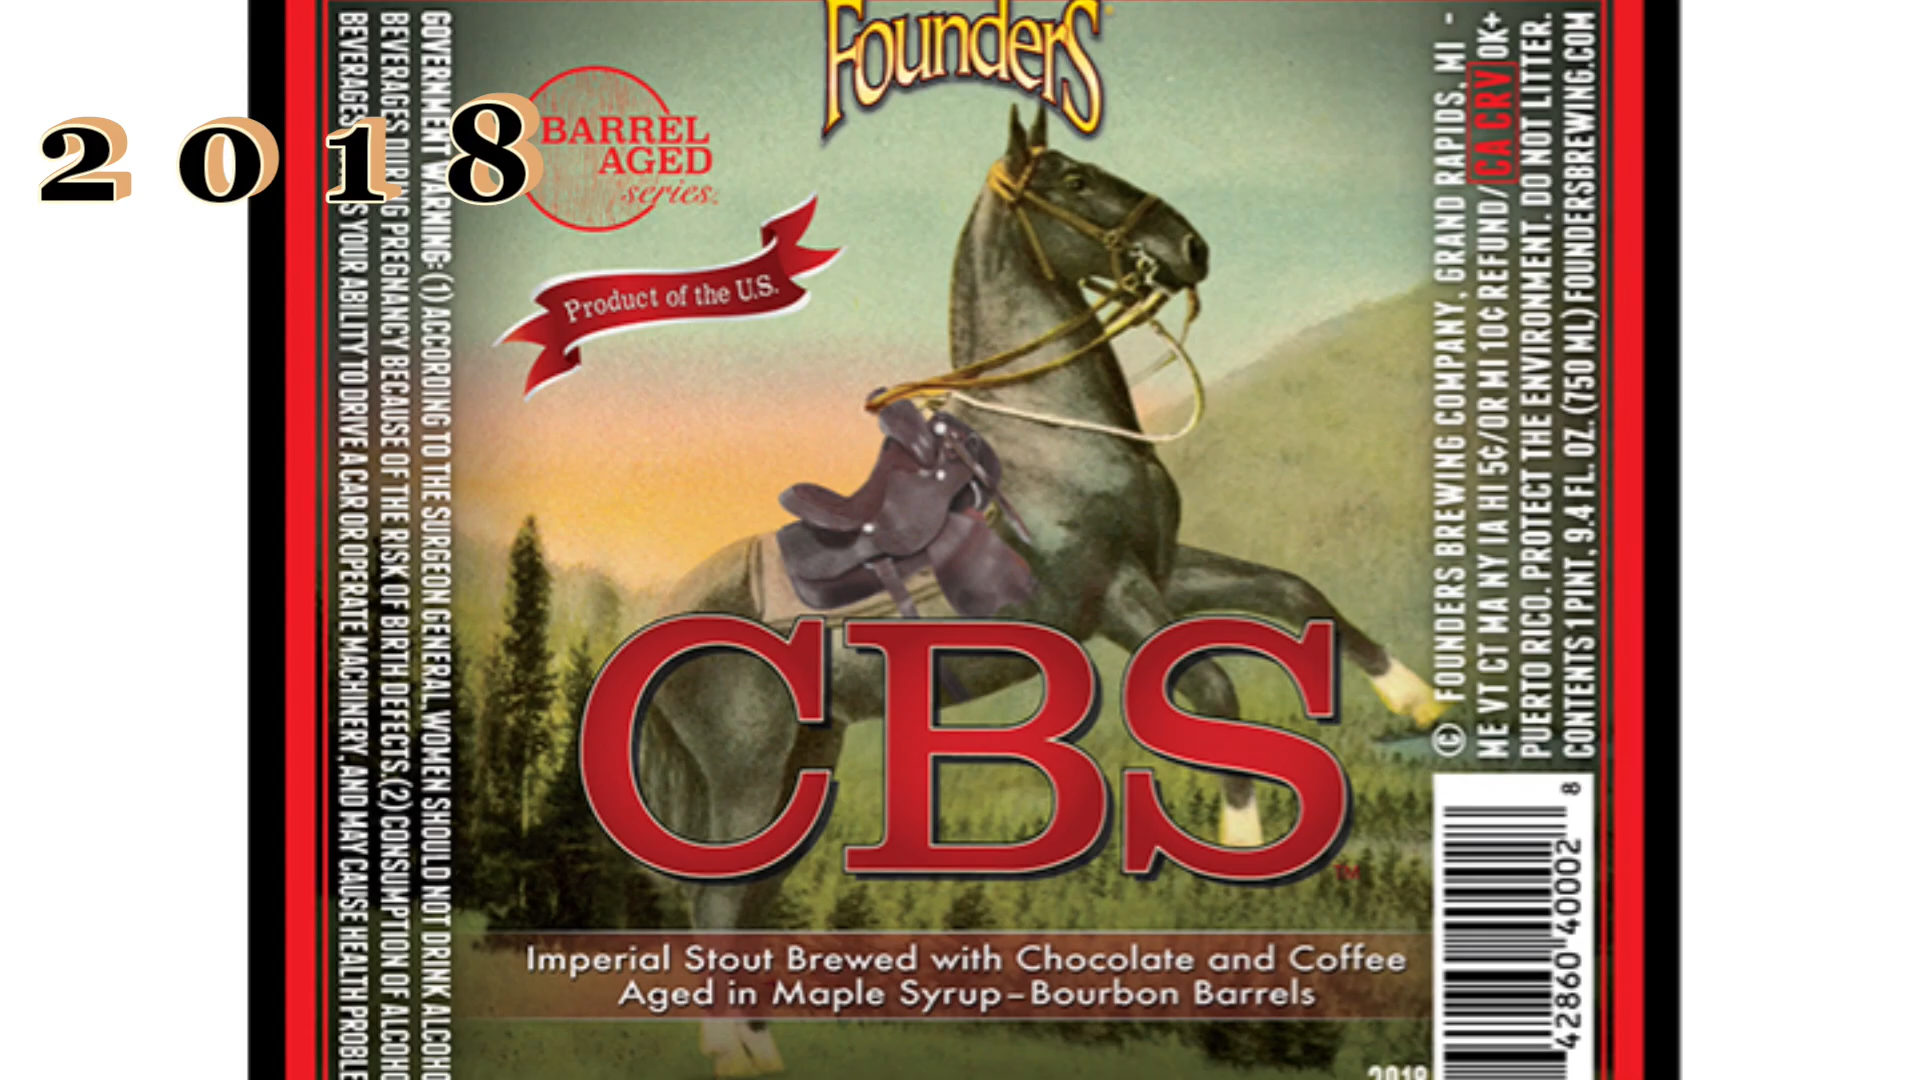 Founders
2018
BARREL
AGED
series
Product of the U.S.
CBS
TM
Imperial Stout Brewed with Chocolate and Coffee
Aged in Maple Syrup–Bourbon Barrels
2018
GOVERNMENT WARNING: (1) ACCORDING TO THE SURGEON GENERAL, WOMEN SHOULD NOT DRINK ALCOHO
BEVERAGES DURING PREGNANCY BECAUSE OF THE RISK OF BIRTH DEFECTS. (2) CONSUMPTION OF ALCOHO
BEVERAGES YOUR ABILITY TO DRIVE A CAR OR OPERATE MACHINERY, AND MAY CAUSE HEALTH PROBLE
© FOUNDERS BREWING COMPANY, GRAND RAPIDS, MI -
ME VT CT MA NY IA HI 5¢/OR MI 10¢ REFUND/ CA CRV OK+
PUERTO RICO. PROTECT THE ENVIRONMENT. DO NOT LITTER.
CONTENTS 1 PINT. 9.4 FL. OZ. (750 ML) FOUNDERSBREWING.COM
42860 40002 8